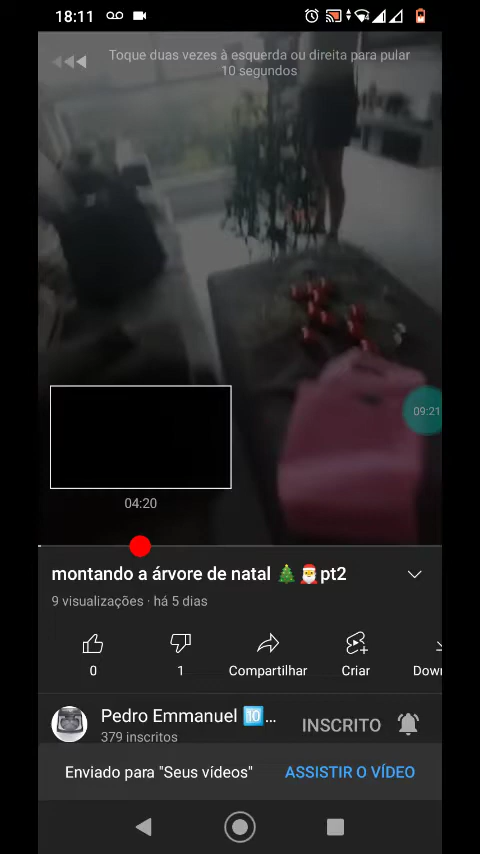 18:11
Toque duas vezes à esquerda ou direita para pular
10 segundos
09:21
04:20
montando a árvore de natal 🎄🎅pt2
9 visualizações · há 5 dias
0
1
Compartilhar
Criar
Dow
Pedro Emmanuel 🔟...
INSCRITO
379 inscritos
Enviado para "Seus vídeos"
ASSISTIR O VÍDEO